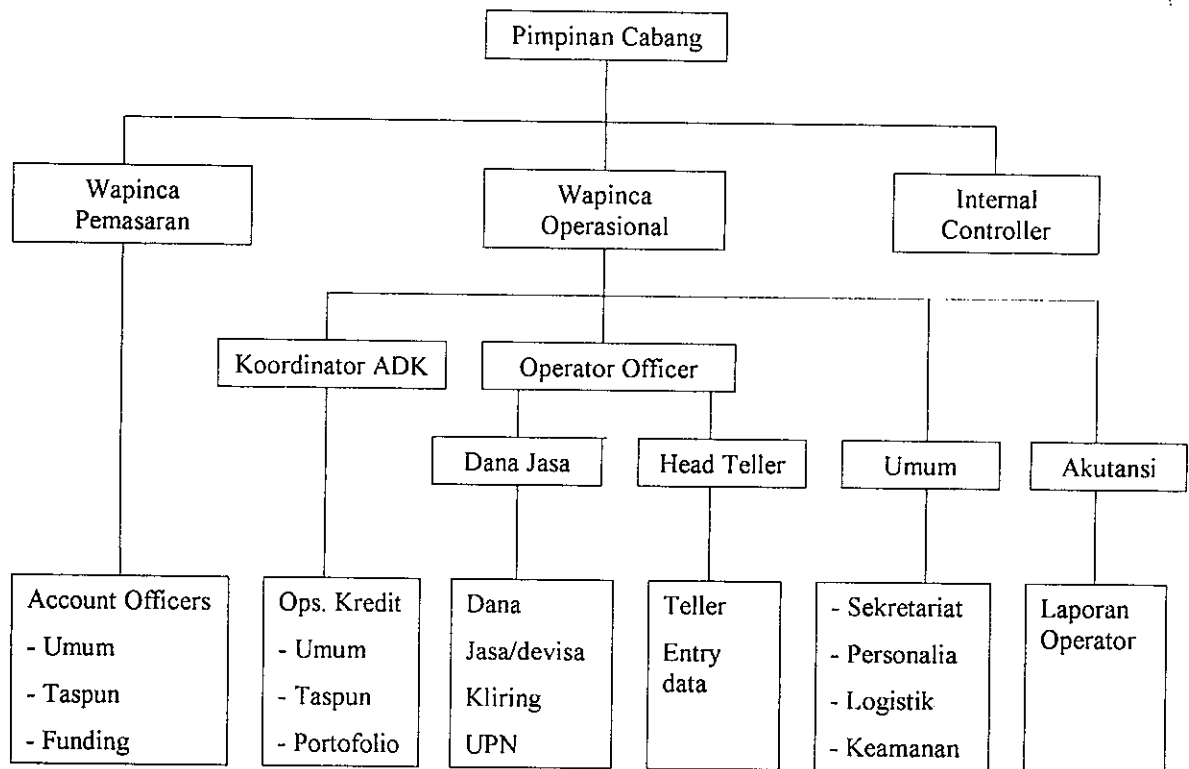 Pimpinan Cabang
Wapinca
Pemasaran
Wapinca
Operasional
Internal
Controller
Koordinator ADK
Operator Officer
Dana Jasa
Head Teller
Umum
Akutansi
Account Officers
- Umum
- Taspun
- Funding
Ops. Kredit
- Umum
- Taspun
- Portofolio
Dana
Jasa/devisa
Kliring
UPN
Teller
Entry
data
- Sekretariat
- Personalia
- Logistik
- Keamanan
Laporan
Operator